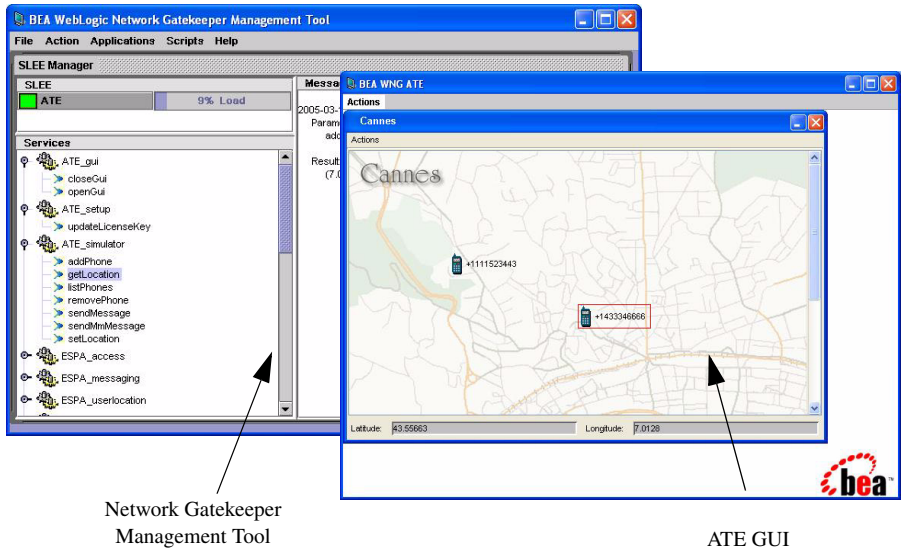 BEA WebLogic Network Gatekeeper Management Tool
File Action Applications Scripts Help
SLEE Manager
SLEE
ATE 9% Load
Services
ATE_gui
closeGui
openGui
ATE_setup
updateLicenseKey
ATE_simulator
addPhone
getLocation
listPhones
removePhone
sendMessage
sendMmMessage
setLocation
ESPA_access
ESPA_messaging
ESPA_userlocation
Messa
2005-03-
Param
add
Result
(7.0
BEA WNG ATE
Actions
Cannes
Actions
Cannes
+1111523443
+1433346666
Latitude: 43.55663 Longitude: 7.0128
bea
Network Gatekeeper
Management Tool
ATE GUI